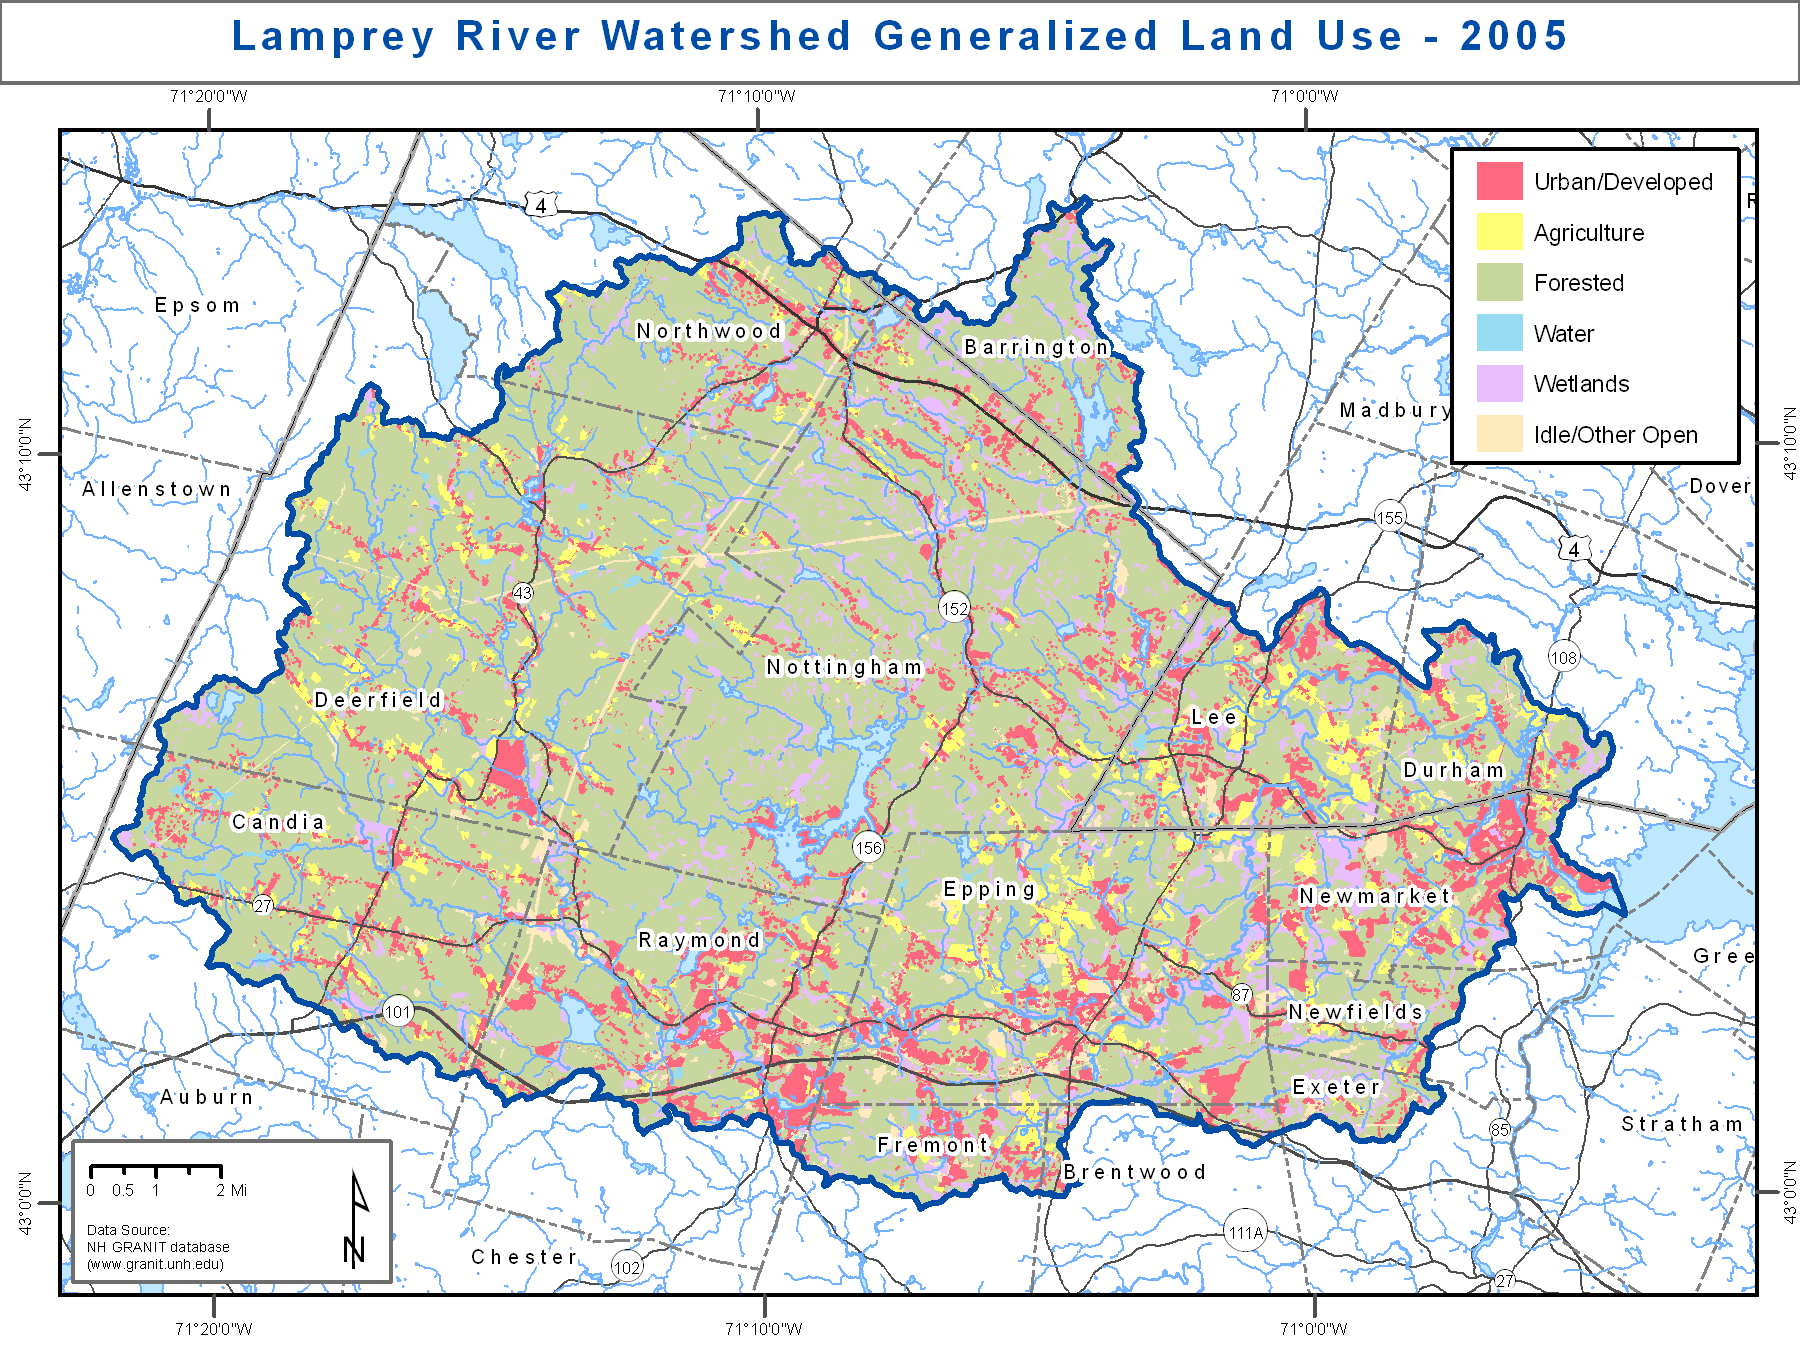 Lamprey River Watershed Generalized Land Use - 2005
71°20'0"W
71°10'0"W
71°0'0"W
Urban/Developed
Agriculture
Forested
Water
Wetlands
Idle/Other Open
4
Epsom
Northwood
Barrington
Madbury
43°10'0"N
43°10'0"N
Allenstown
Dover
155
4
43
152
108
Nottingham
Deerfield
Lee
Durham
Candia
156
Epping
Newmarket
27
Raymond
Gree
87
101
Newfields
Auburn
Exeter
Stratham
85
Fremont
Brentwood
0 0.5 1 2 Mi
43°0'0"N
43°0'0"N
Data Source:
NH GRANIT database
(www.granit.unh.edu)
N
Chester
102
111A
27
71°20'0"W
71°10'0"W
71°0'0"W